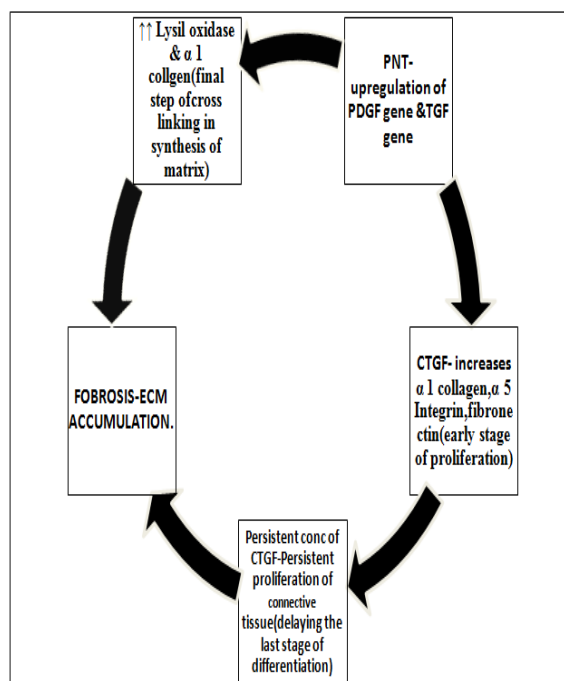 ↑↑ Lysil oxidase
& α 1
collgen(final
step ofcross
linking in
synthesis of
matrix)
PNT-
upregulation of
PDGF gene &TGF
gene
CTGF- increases
α 1 collagen,α 5
Integrin,fibrone
ctin(early stage
of proliferation)
Persistent conc of
CTGF-Persistent
proliferation of
connective
tissue(delaying the
last stage of
differentiation)
FOBROSIS-ECM
ACCUMULATION.